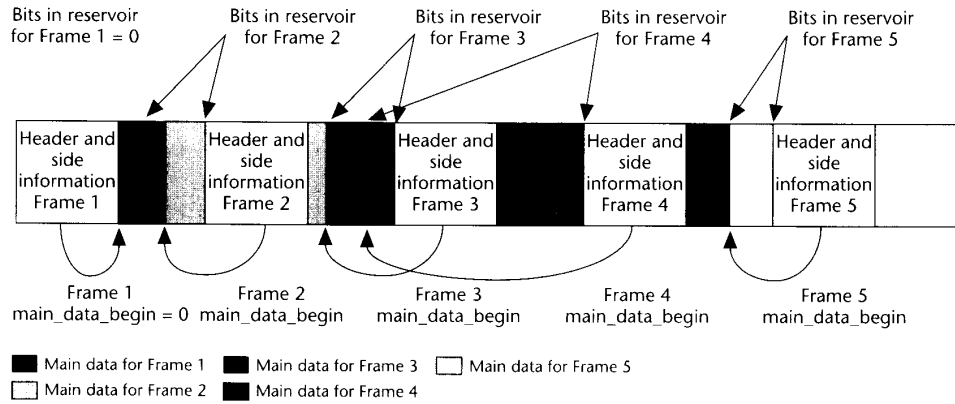 Bits in reservoir
for Frame 1 = 0
Bits in reservoir
for Frame 2
Bits in reservoir
for Frame 3
Bits in reservoir
for Frame 4
Bits in reservoir
for Frame 5
Header and
side
information
Frame 1
Header and
side
information
Frame 2
Header and
side
information
Frame 3
Header and
side
information
Frame 4
Header and
side
information
Frame 5
Frame 1
main_data_begin = 0
Frame 2
main_data_begin
Frame 3
main_data_begin
Frame 4
main_data_begin
Frame 5
main_data_begin
Main data for Frame 1
Main data for Frame 3
Main data for Frame 5
Main data for Frame 2
Main data for Frame 4